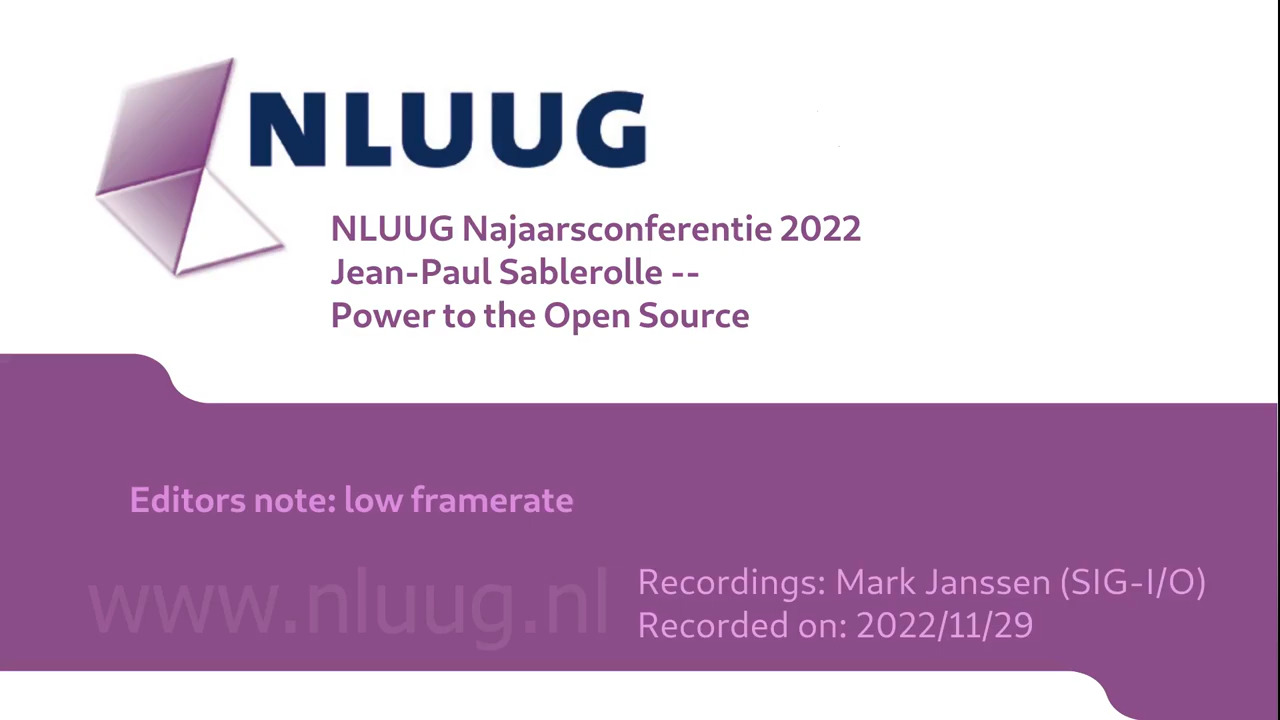 NLUUG
NLUUG Najaarsconferentie 2022
Jean-Paul Sablerolle --
Power to the Open Source
Editors note: low framerate
www.nluug.nl
Recordings: Mark Janssen (SIG-I/O)
Recorded on: 2022/11/29